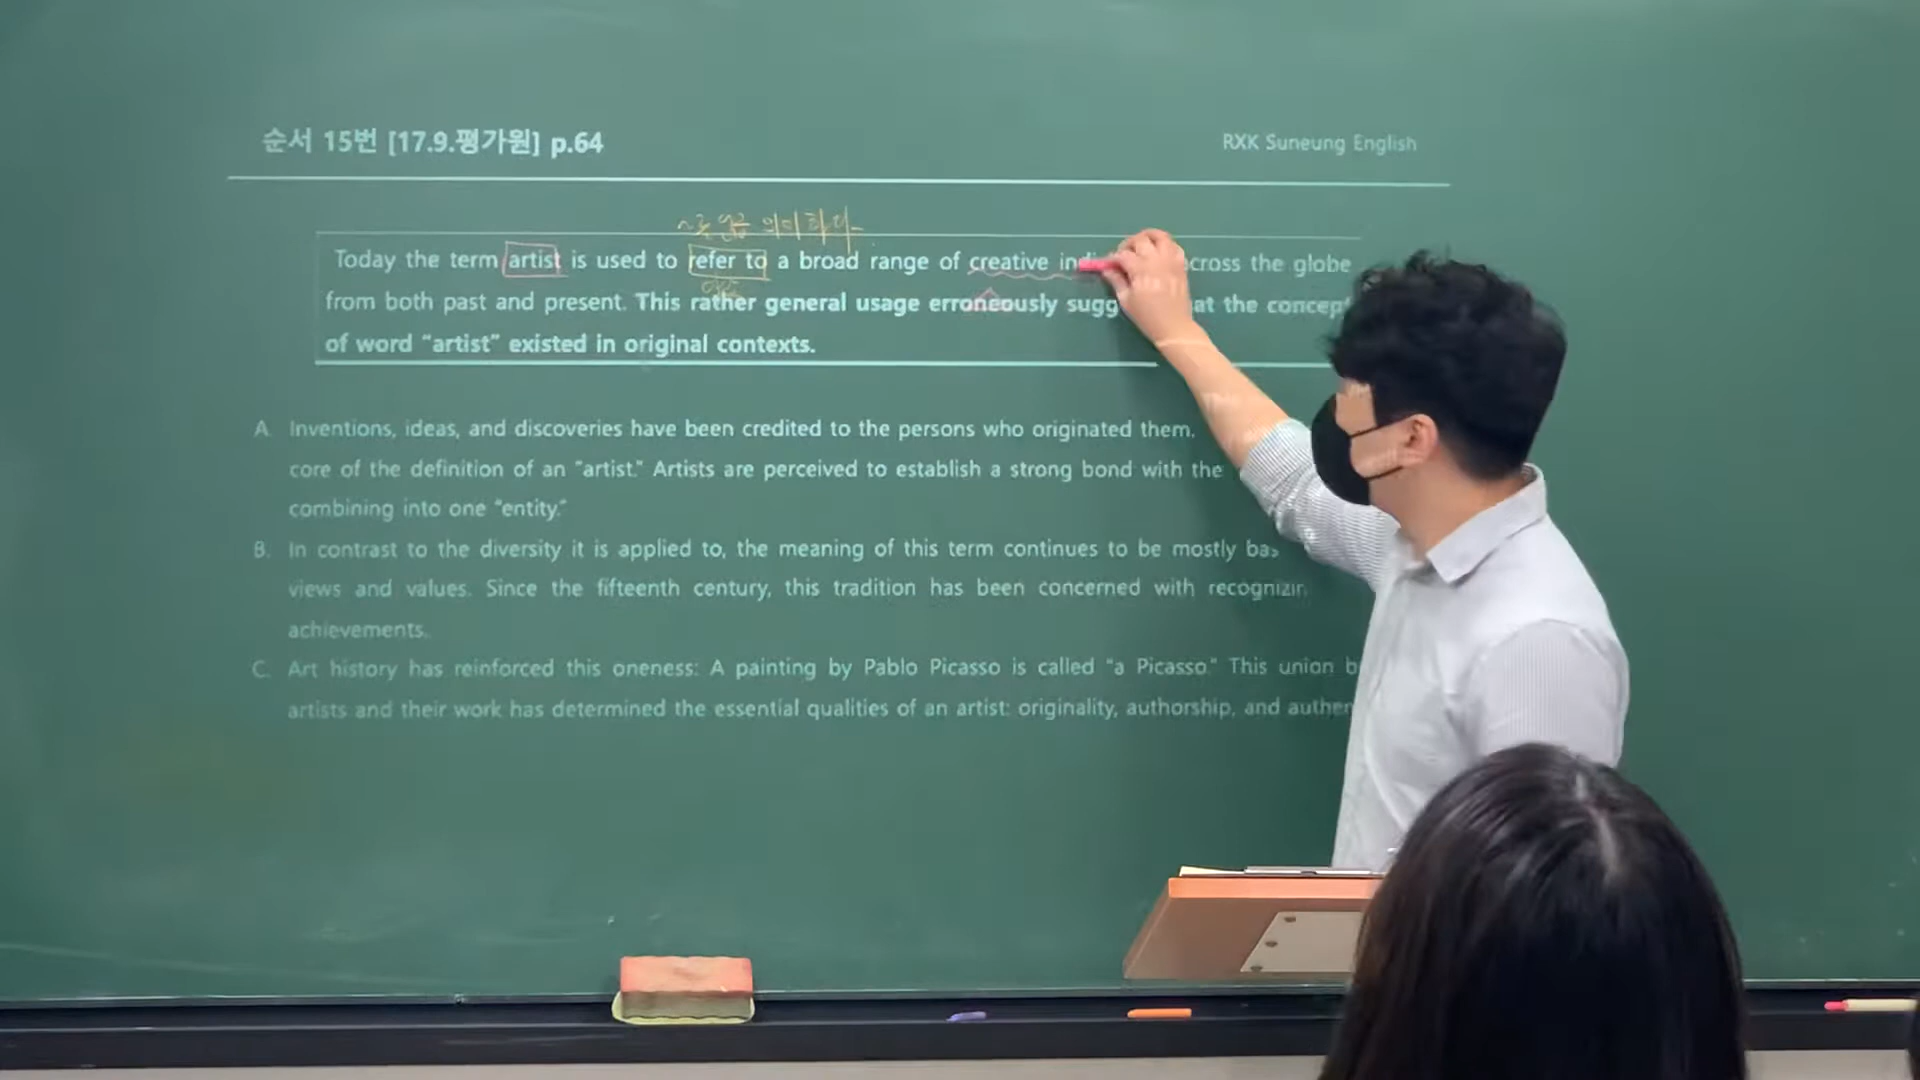 순서 15번 [17.9.평가원] p.64
RXK Suneung English
의미하다
Today the term artist is used to refer to a broad range of creative across the globe
from both past and present. This rather general usage erroneously at the concept
of word “artist” existed in original contexts.
A. Inventions, ideas, and discoveries have been credited to the persons who originated them.
core of the definition of an “artist.” Artists are perceived to establish a strong bond with the
combining into one “entity.”
B. In contrast to the diversity it is applied to, the meaning of this term continues to be mostly
views and values. Since the fifteenth century, this tradition has been concerned with
achievements.
C. Art history has reinforced this oneness: A painting by Pablo Picasso is called “a Picasso.” This union
artists and their work has determined the essential qualities of an artist: originality, authorship, and